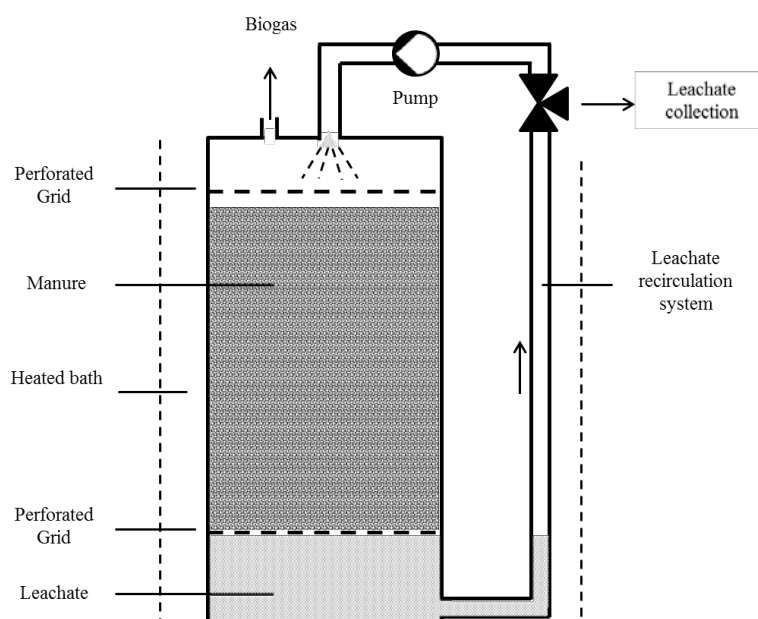 Biogas
Pump
Leachate
collection
Perforated
Grid
Manure
Leachate
recirculation
system
Heated bath
Perforated
Grid
Leachate